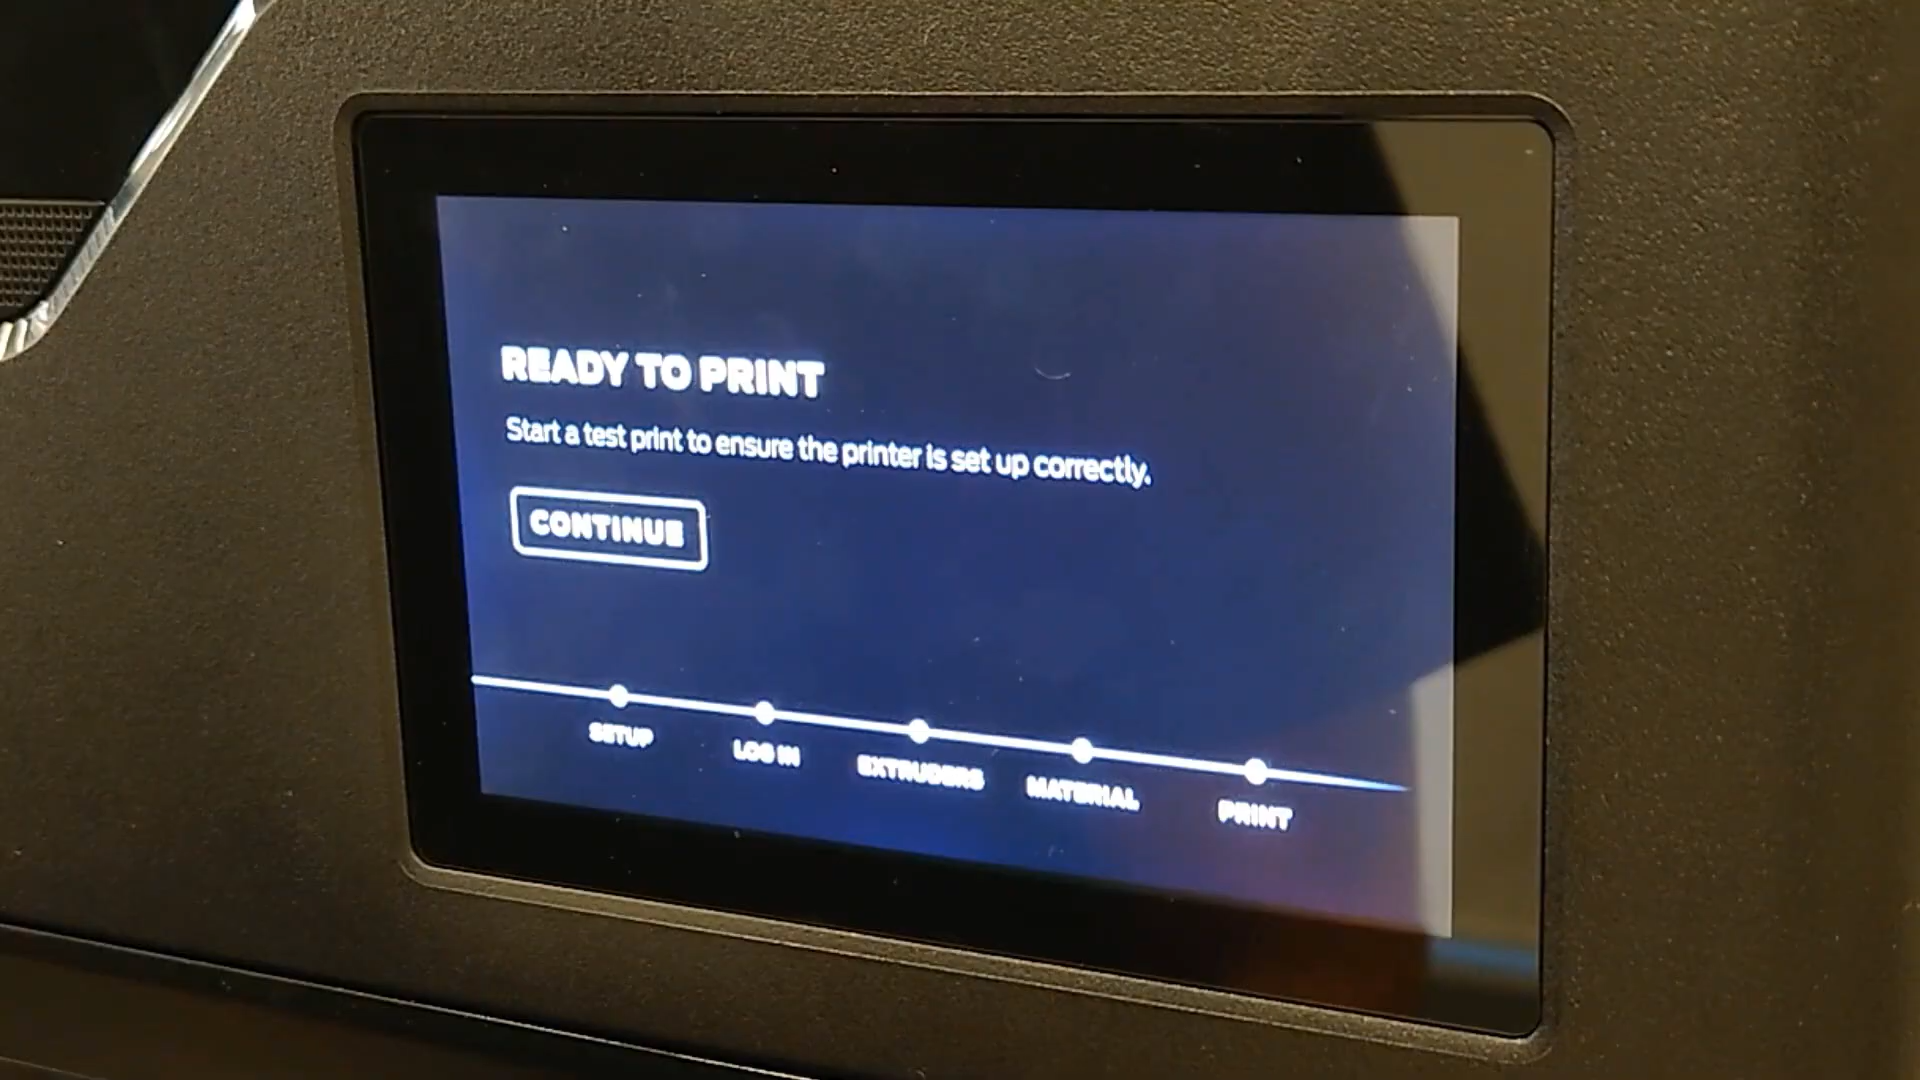 READY TO PRINT
Start a test print to ensure the printer is set up correctly.
CONTINUE
SETUP
LOG IN
EXTRUDERS
MATERIAL
PRINT